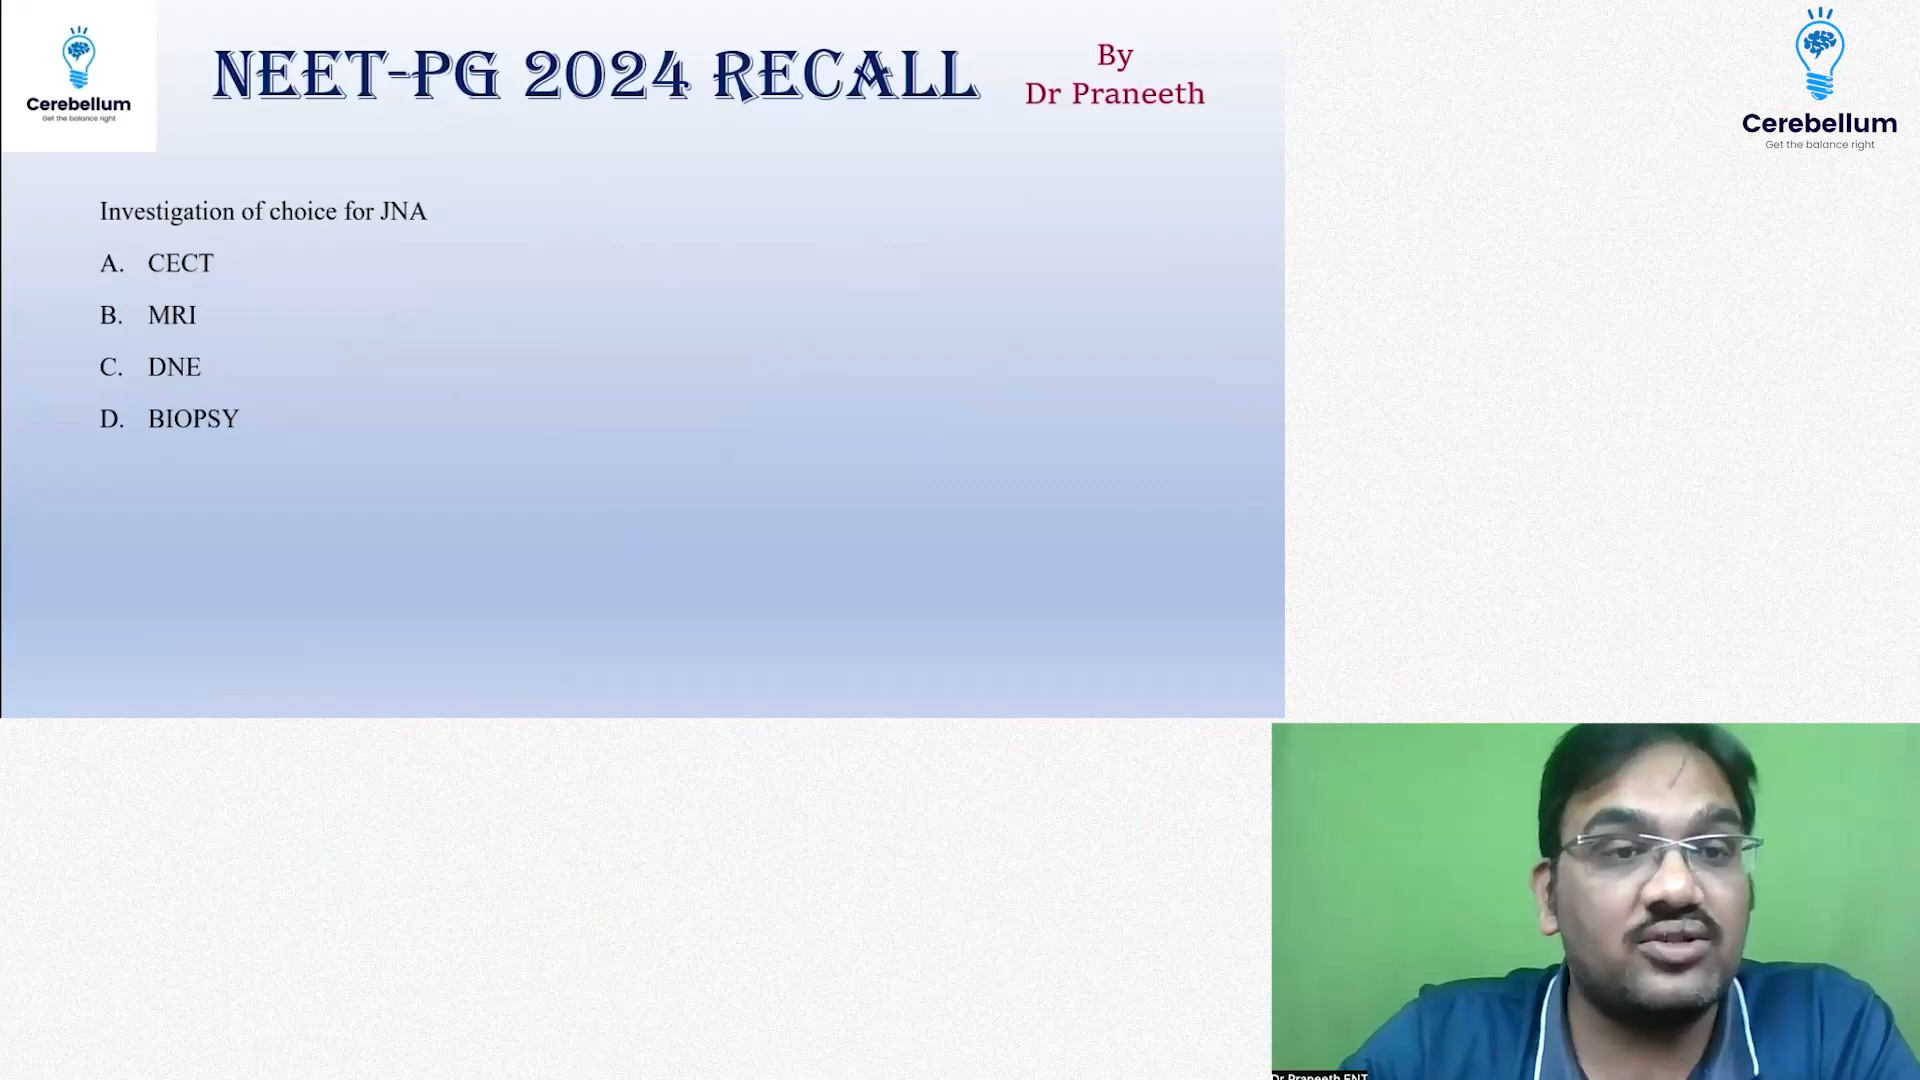 Cerebellum
Get the balance right
NEET-PG 2024 RECALL
By
Dr Praneeth
Cerebellum
Get the balance right
Investigation of choice for JNA
A. CECT
B. MRI
C. DNE
D. BIOPSY
Dr Praneeth ENT